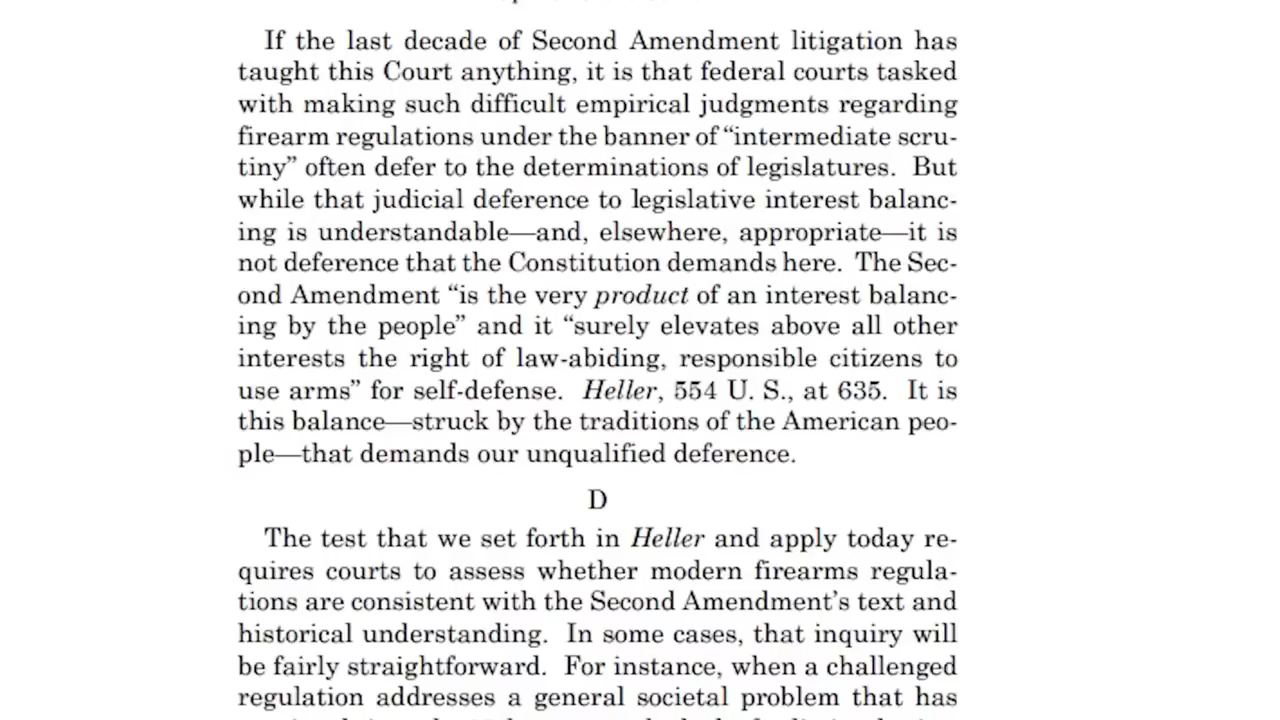 If the last decade of Second Amendment litigation has
taught this Court anything, it is that federal courts tasked
with making such difficult empirical judgments regarding
firearm regulations under the banner of “intermediate scru-
tiny” often defer to the determinations of legislatures. But
while that judicial deference to legislative interest balanc-
ing is understandable—and, elsewhere, appropriate—it is
not deference that the Constitution demands here. The Sec-
ond Amendment “is the very product of an interest balanc-
ing by the people” and it “surely elevates above all other
interests the right of law-abiding, responsible citizens to
use arms” for self-defense. Heller, 554 U. S., at 635. It is
this balance—struck by the traditions of the American peo-
ple—that demands our unqualified deference.
D
The test that we set forth in Heller and apply today re-
quires courts to assess whether modern firearms regula-
tions are consistent with the Second Amendment’s text and
historical understanding. In some cases, that inquiry will
be fairly straightforward. For instance, when a challenged
regulation addresses a general societal problem that has